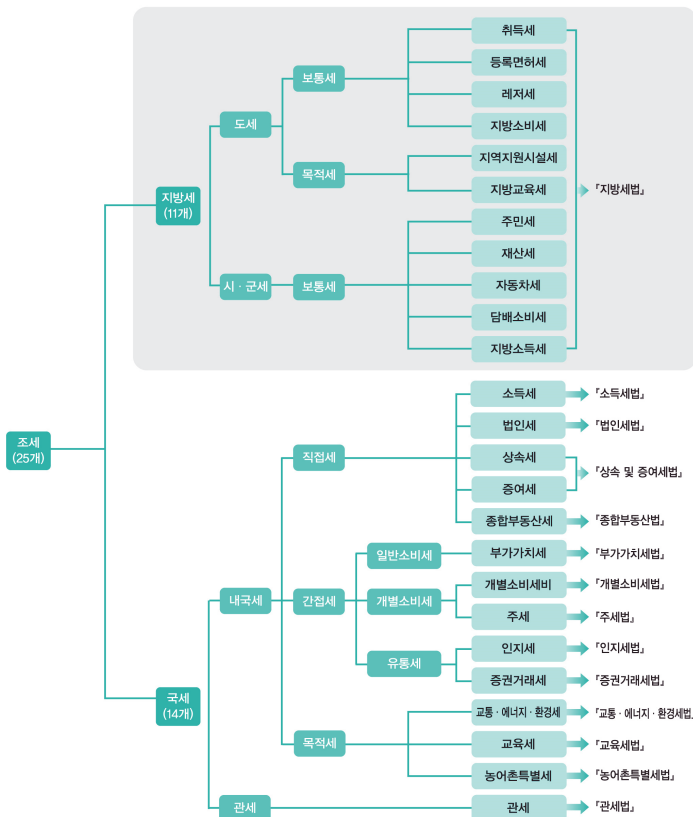 취득세
등록면허세
보통세
레저세
도세
지방소비세
지역지원시설세
목적세
지방세
(11개)
지방교육세
『지방세법』
주민세
재산세
시 · 군세
보통세
자동차세
담배소비세
지방소득세
조세
(25개)
소득세
『소득세법』
법인세
『법인세법』
직접세
상속세
『상속 및 증여세법』
증여세
종합부동산세
『종합부동산법』
일반소비세
부가가치세
『부가가치세법』
내국세
간접세
개별소비세
개별소비세비
『개별소비세법』
주세
『주세법』
유통세
인지세
『인지세법』
증권거래세
『증권거래세법』
국세
(14개)
교통 · 에너지 · 환경세
『교통 · 에너지 · 환경세법』
목적세
교육세
『교육세법』
농어촌특별세
『농어촌특별세법』
관세
관세
『관세법』